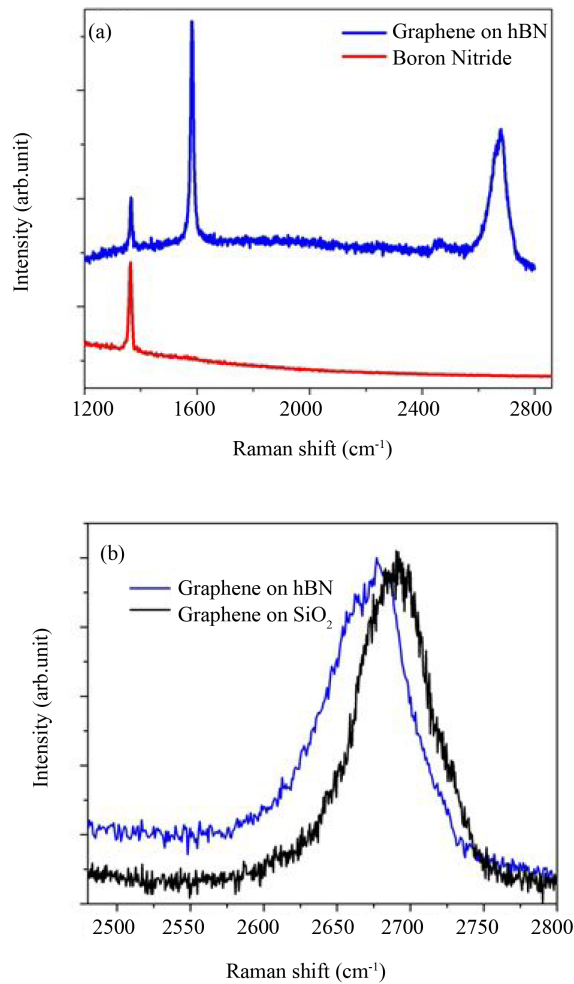 (a)
Graphene on hBN
Boron Nitride
Intensity (arb.unit)
1200 1600 2000 2400 2800
Raman shift (cm⁻¹)
(b)
Graphene on hBN
Graphene on SiO₂
Intensity (arb.unit)
2500 2550 2600 2650 2700 2750 2800
Raman shift (cm⁻¹)